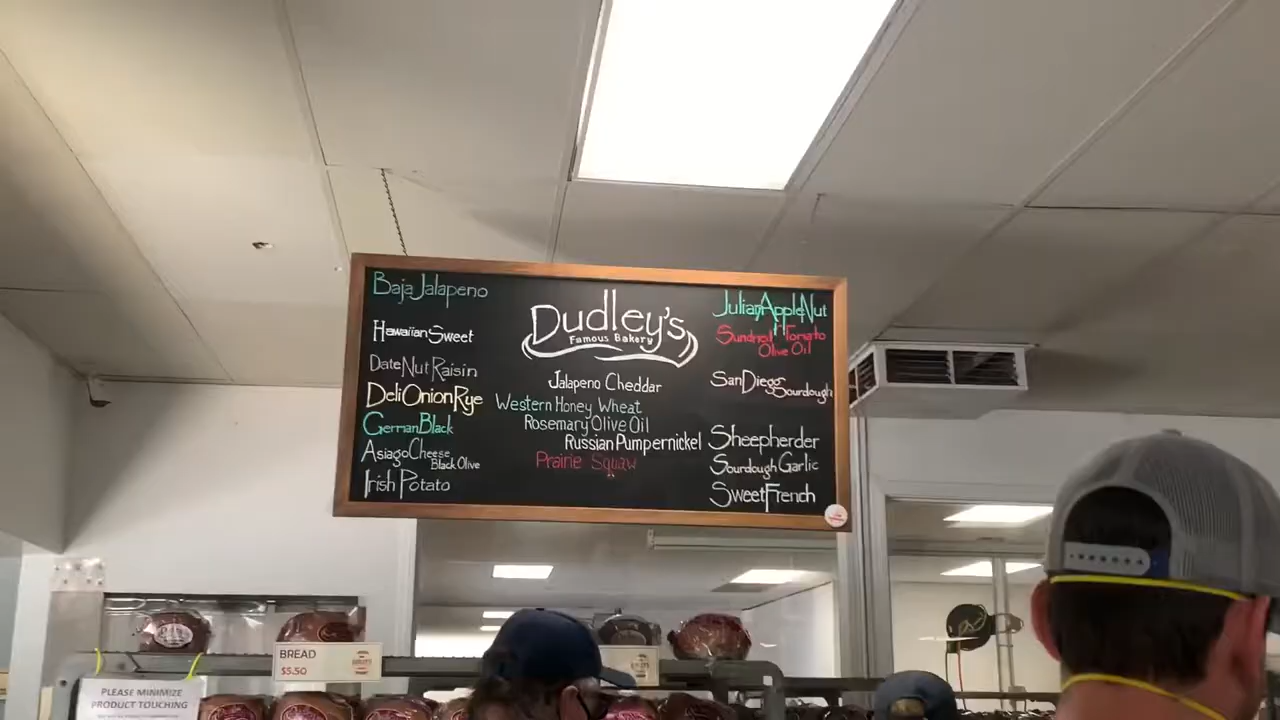 Baja Jalapeno
Hawaiian Sweet
Date Nut Raisin
Deli Onion Rye
German Black
Asiago Cheese
Black Olive
Irish Potato
Dudley's
Famous Bakery
Jalapeno Cheddar
Western Honey Wheat
Rosemary Olive Oil
Russian Pumpernickel
Prairie Squaw
Julian Apple Nut
Sundried Tomato
Olive Oil
San Diego Sourdough
Sheepherder
Sourdough Garlic
Sweet French
BREAD
$5.50
PLEASE MINIMIZE
PRODUCT TOUCHING